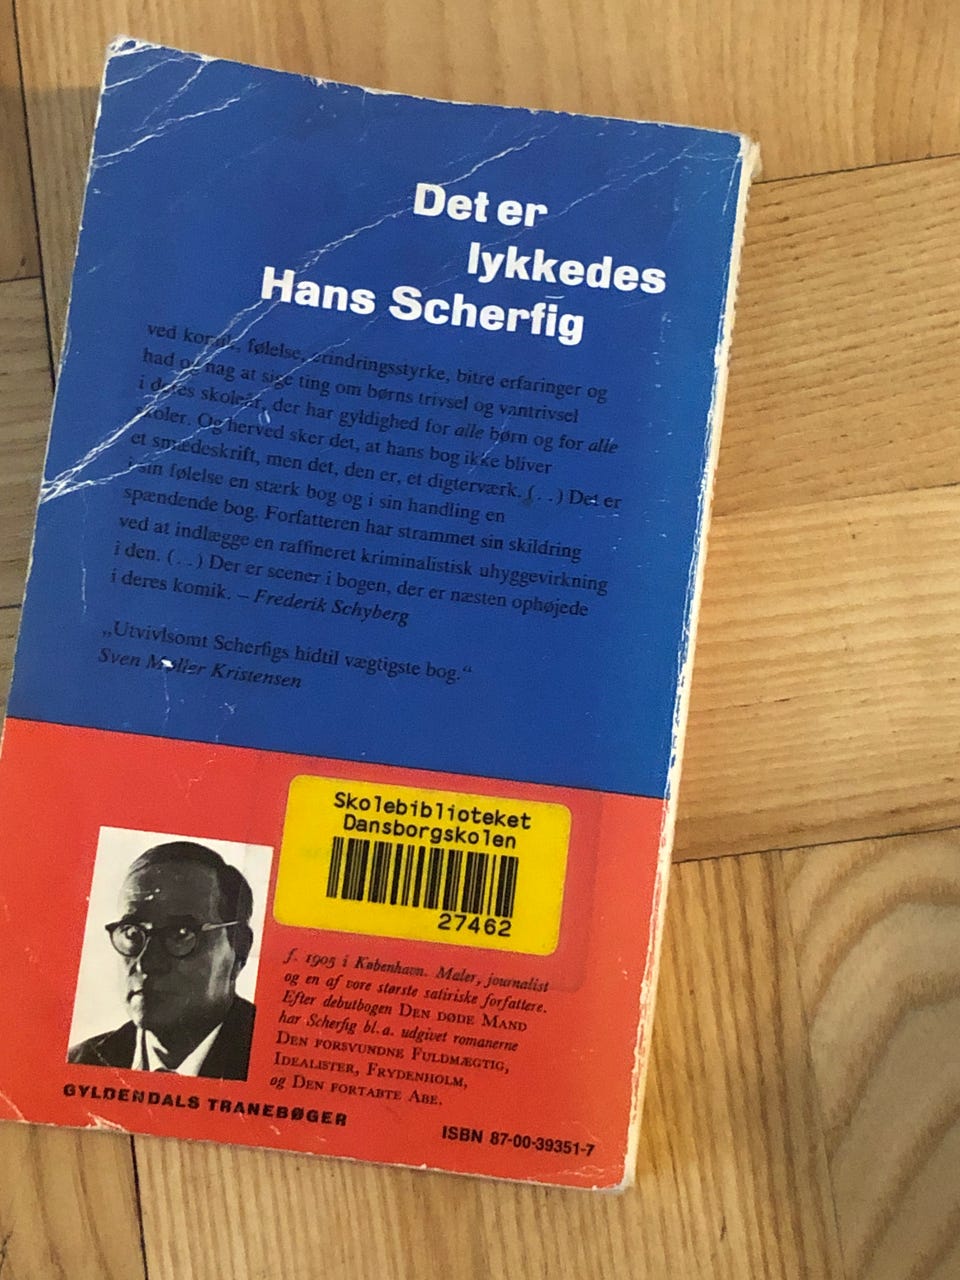 Det er
lykkedes
Hans Scherfig
ved komik, følelse, erindringsstyrke, bitre erfaringer og
had og nag at sige ting om børns trivsel og vantrivsel
i deres skoleår, der har gyldighed for alle børn og for alle
skoler. Og herved sker det, at hans bog ikke bliver
et smædeskrift, men det, den er, et digterværk. (. .) Det er
i sin følelse en stærk bog og i sin handling en
spændende bog. Forfatteren har strammet sin skildring
ved at indlægge en raffineret kriminalistisk uhyggevirkning
i den. (. .) Der er scener i bogen, der er næsten ophøjede
i deres komik. – Frederik Schyberg
„Utvivlsomt Scherfigs hidtil vægtigste bog.“
Sven Møller Kristensen
Skolebiblioteket
Dansborgskolen
27462
f. 1905 i København. Maler, journalist
og en af vore største satiriske forfattere.
Efter debutbogen DEN DØDE MAND
har Scherfig bl. a. udgivet romanerne
DEN FORSVUNDNE FULDMÆGTIG,
IDEALISTER, FRYDENHOLM,
og DEN FORTABTE ABE.
GYLDENDALS TRANEBØGER
ISBN 87-00-39351-7